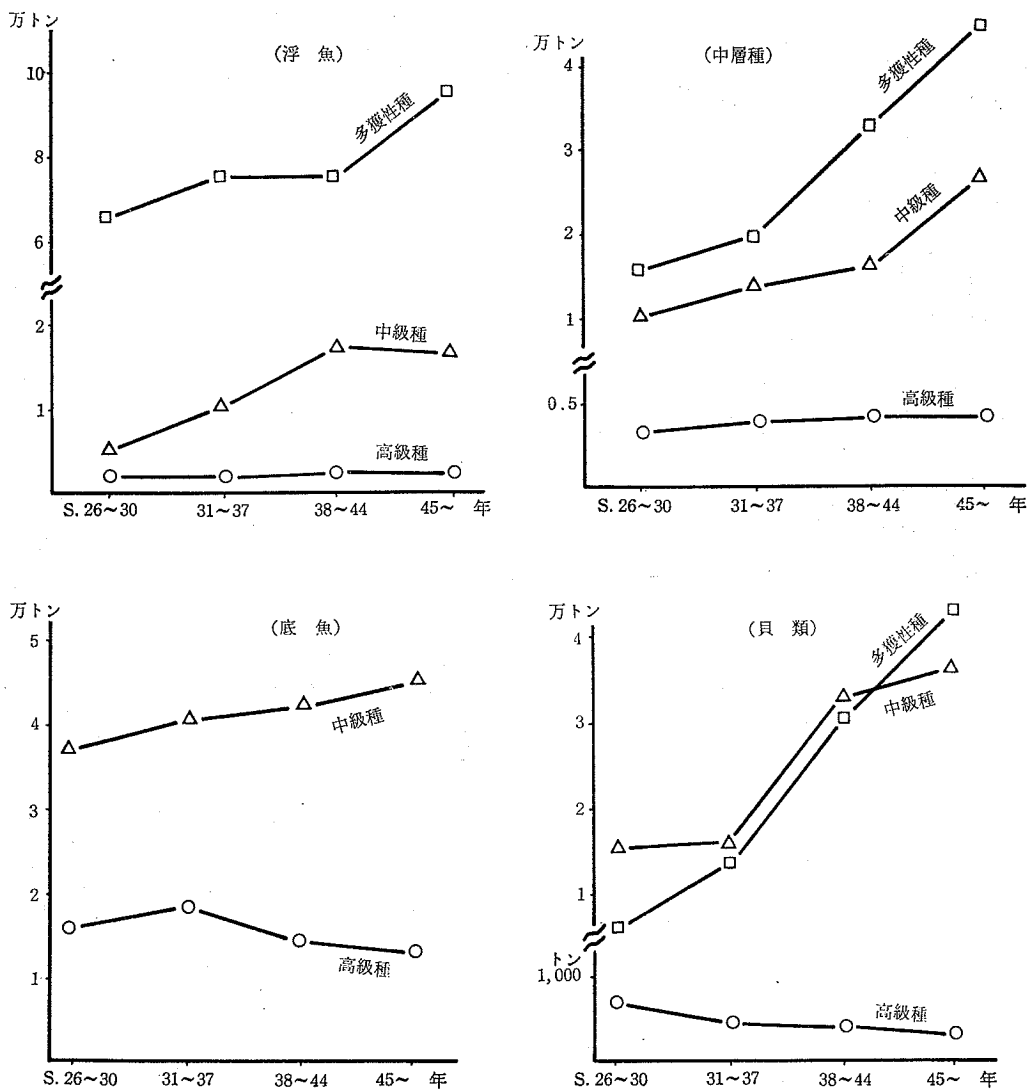 万トン
(浮 魚)
10
8
6
2
1
多獲性種
中級種
高級種
S. 26~30 31~37 38~44 45~ 年
万トン
(中層種)
4
3
2
1
0.5
多獲性種
中級種
高級種
S. 26~30 31~37 38~44 45~ 年
万トン
(底 魚)
5
4
3
2
1
中級種
高級種
S. 26~30 31~37 38~44 45~ 年
万トン
(貝 類)
4
3
2
1
トン
1,000
多獲性種
中級種
高級種
S. 26~30 31~37 38~44 45~ 年